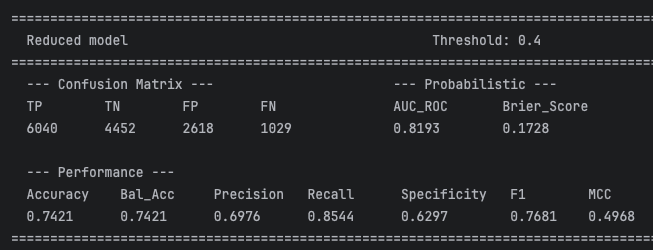 ================================================================================
Reduced model Threshold: 0.4
================================================================================
--- Confusion Matrix --- --- Probabilistic ---
TP TN FP FN AUC_ROC Brier_Score
6040 4452 2618 1029 0.8193 0.1728
--- Performance ---
Accuracy Bal_Acc Precision Recall Specificity F1 MCC
0.7421 0.7421 0.6976 0.8544 0.6297 0.7681 0.4968
================================================================================